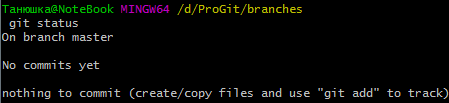 Танюшка@NoteBook MINGW64 /d/ProGit/branches
git status
On branch master
No commits yet
nothing to commit (create/copy files and use "git add" to track)